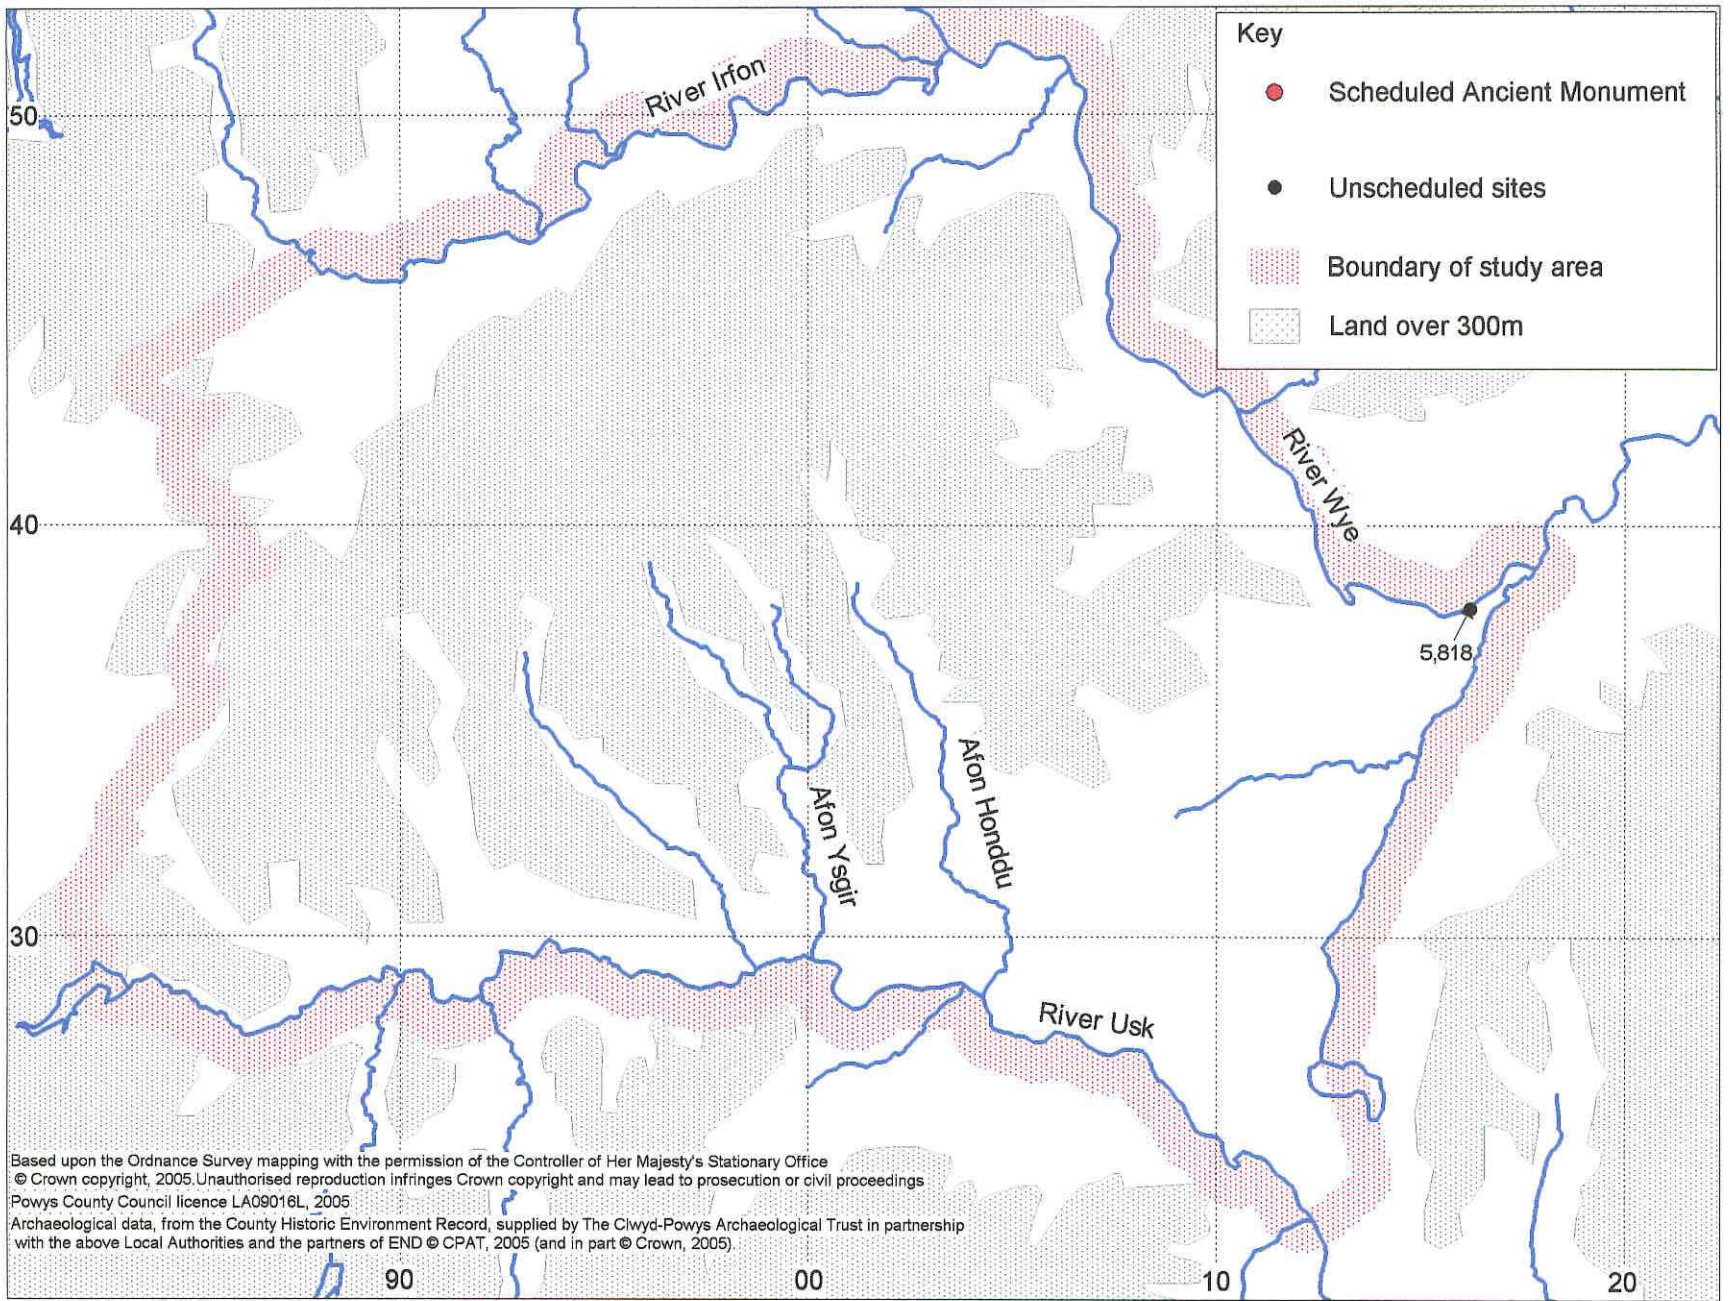 Key
Scheduled Ancient Monument
Unscheduled sites
Boundary of study area
Land over 300m
50
River Irfon
River Wye
40
5,818
Afon Honddu
Afon Ysgir
30
River Usk
Based upon the Ordnance Survey mapping with the permission of the Controller of Her Majesty's Stationary Office
© Crown copyright, 2005.Unauthorised reproduction infringes Crown copyright and may lead to prosecution or civil proceedings
Powys County Council licence LA09016L, 2005
Archaeological data, from the County Historic Environment Record, supplied by The Clwyd-Powys Archaeological Trust in partnership
with the above Local Authorities and the partners of END © CPAT, 2005 (and in part © Crown, 2005).
90
00
10
20